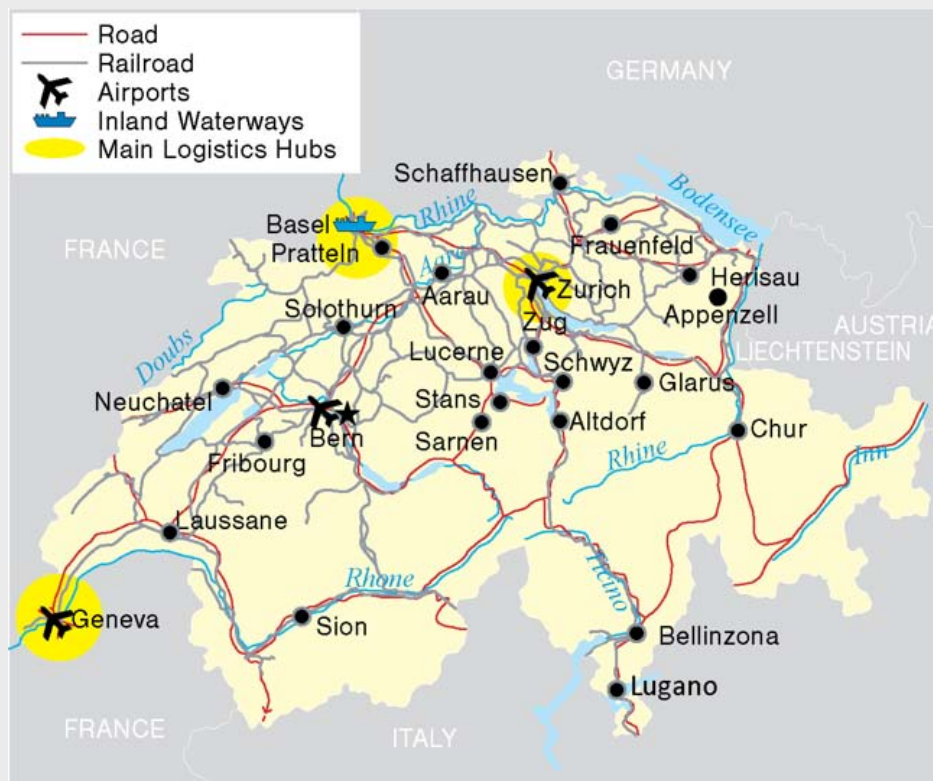 Road
Railroad
Airports
Inland Waterways
Main Logistics Hubs
GERMANY
Schaffhausen
Bodensee
Rhine
Basel
Frauenfeld
FRANCE
Pratteln
Aare
Herisau
Aarau
Zurich
Appenzell
Solothurn
Zug
AUSTRIA
Doubs
Lucerne
Schwyz
LIECHTENSTEIN
Neuchatel
Stans
Glarus
Bern
Sarnen
Altdorf
Chur
Fribourg
Rhine
Inn
Laussane
Rhone
Ticino
Geneva
Sion
Bellinzona
Lugano
FRANCE
ITALY